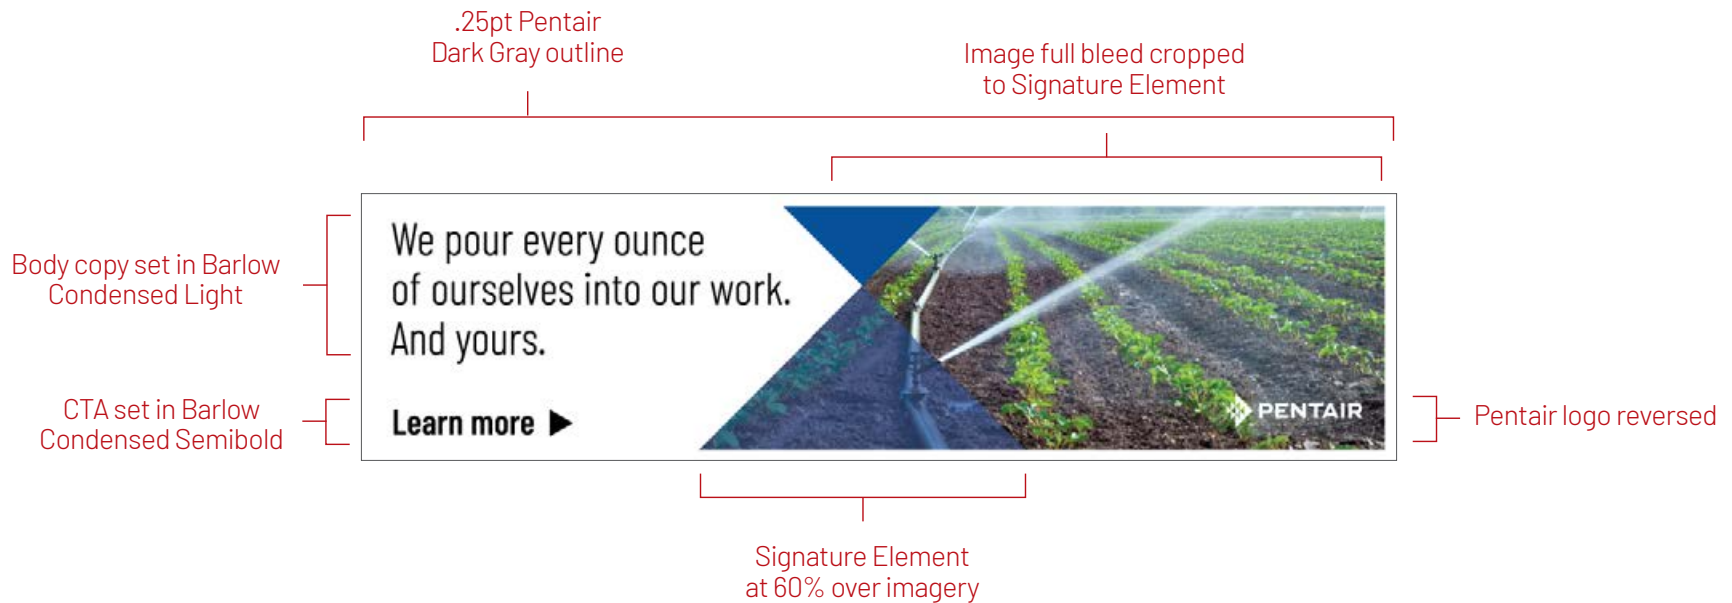 .25pt Pentair
Dark Gray outline
Image full bleed cropped
to Signature Element
Body copy set in Barlow
Condensed Light
We pour every ounce
of ourselves into our work.
And yours.
CTA set in Barlow
Condensed Semibold
Learn more
PENTAIR
Pentair logo reversed
Signature Element
at 60% over imagery